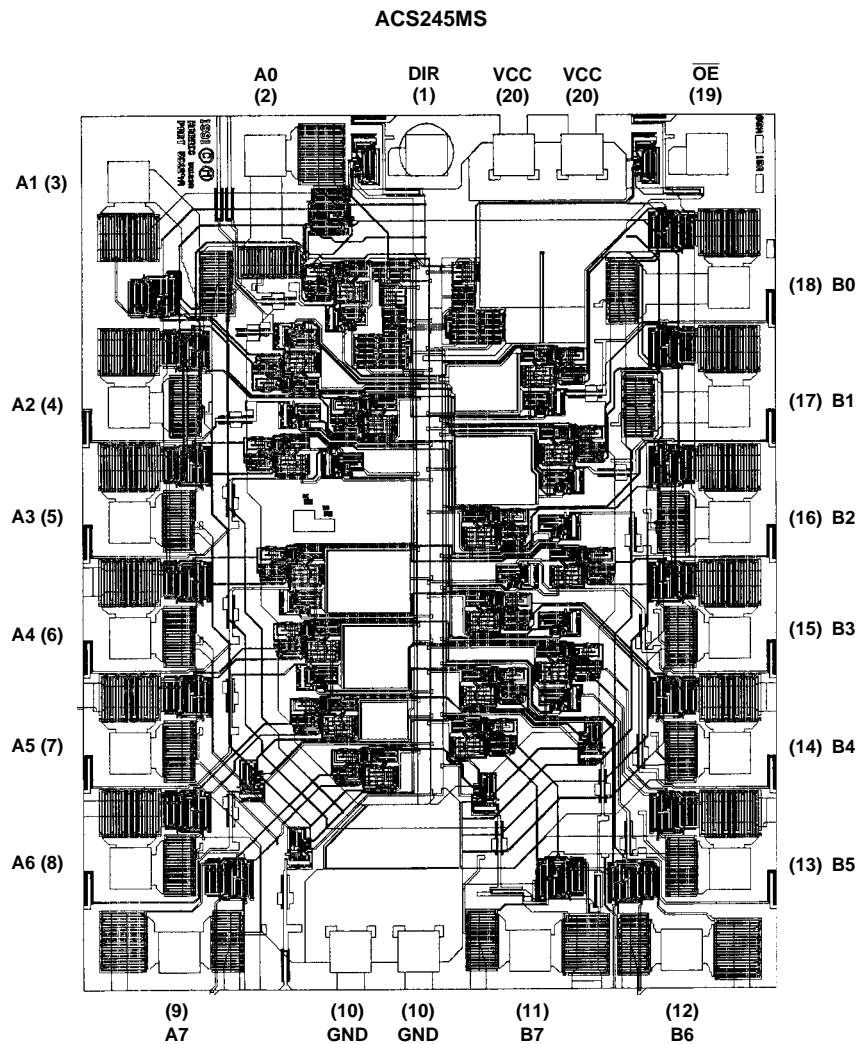 ACS245MS
A0
(2)
DIR
(1)
VCC
(20)
VCC
(20)
OE
(19)
A1 (3)
(18) B0
A2 (4)
(17) B1
A3 (5)
(16) B2
A4 (6)
(15) B3
A5 (7)
(14) B4
A6 (8)
(13) B5
(9)
A7
(10)
GND
(10)
GND
(11)
B7
(12)
B6